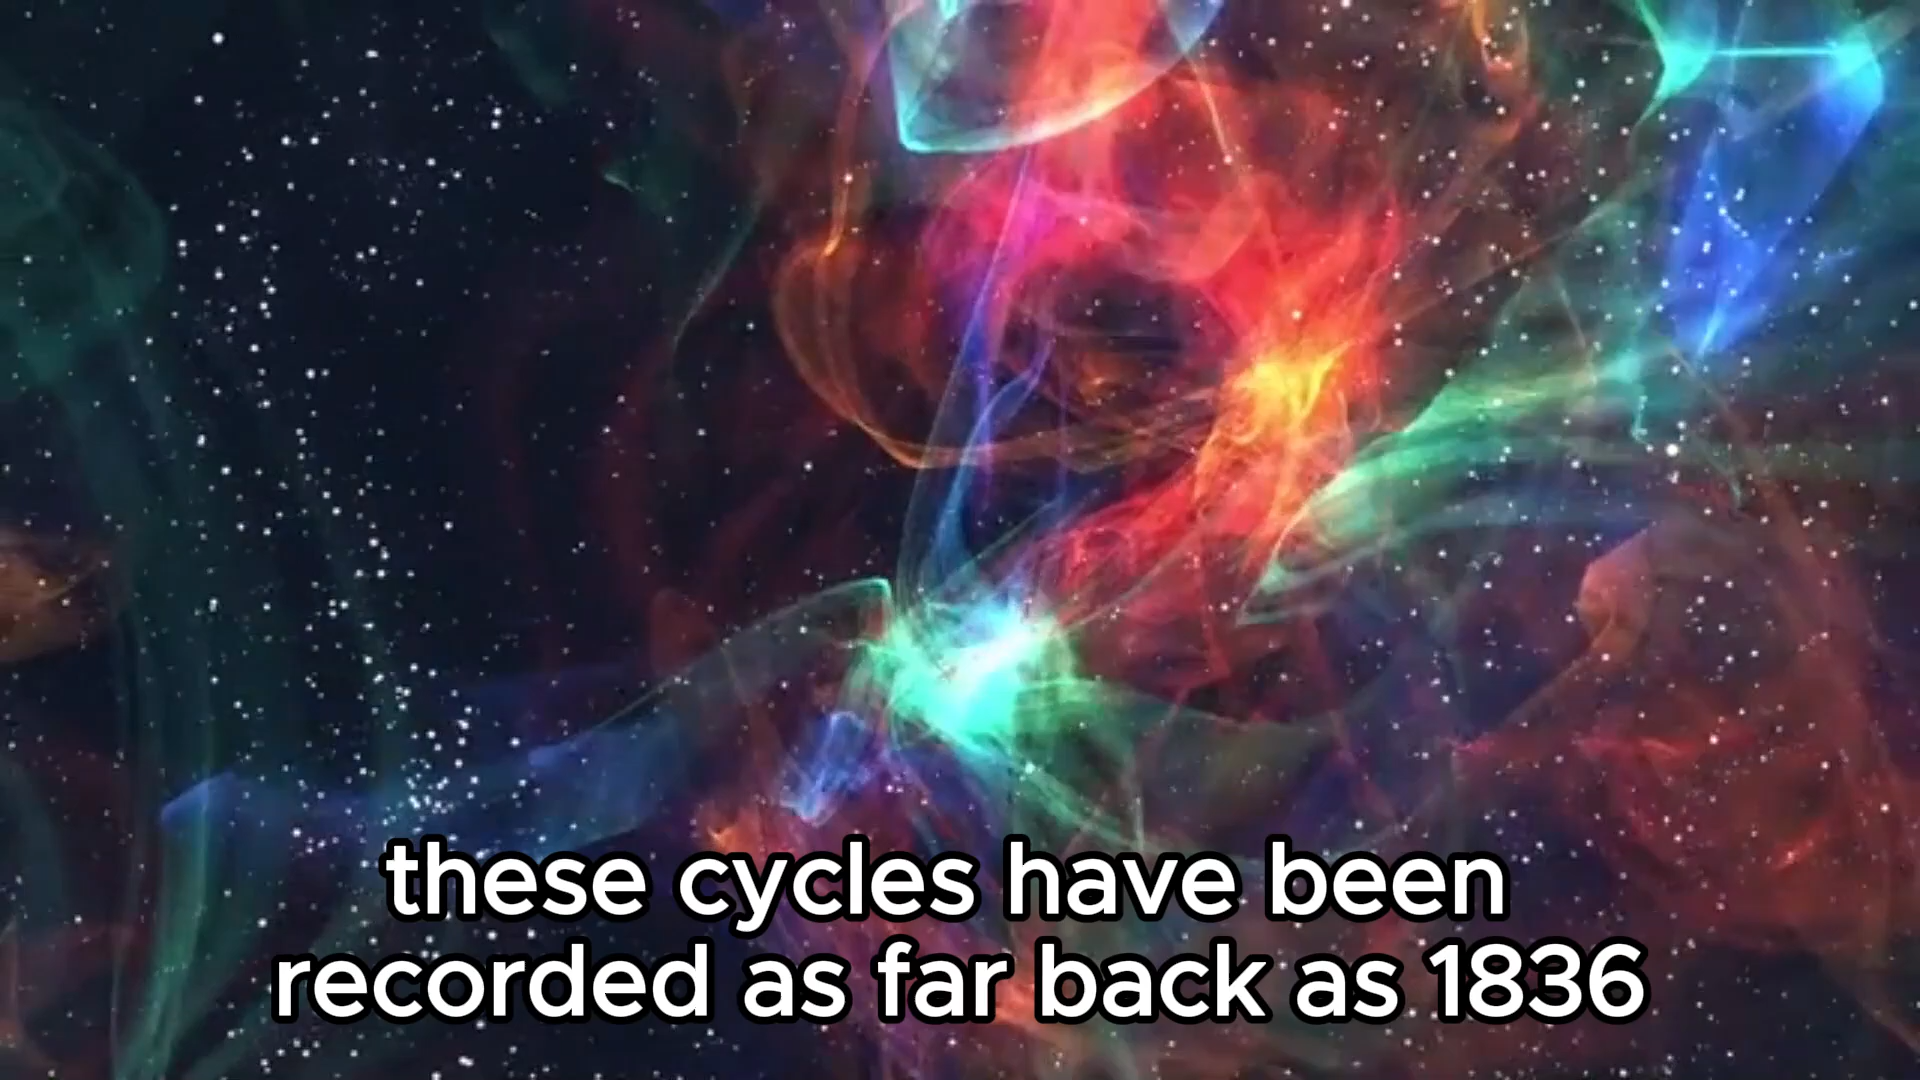 these cycles have been
recorded as far back as 1836